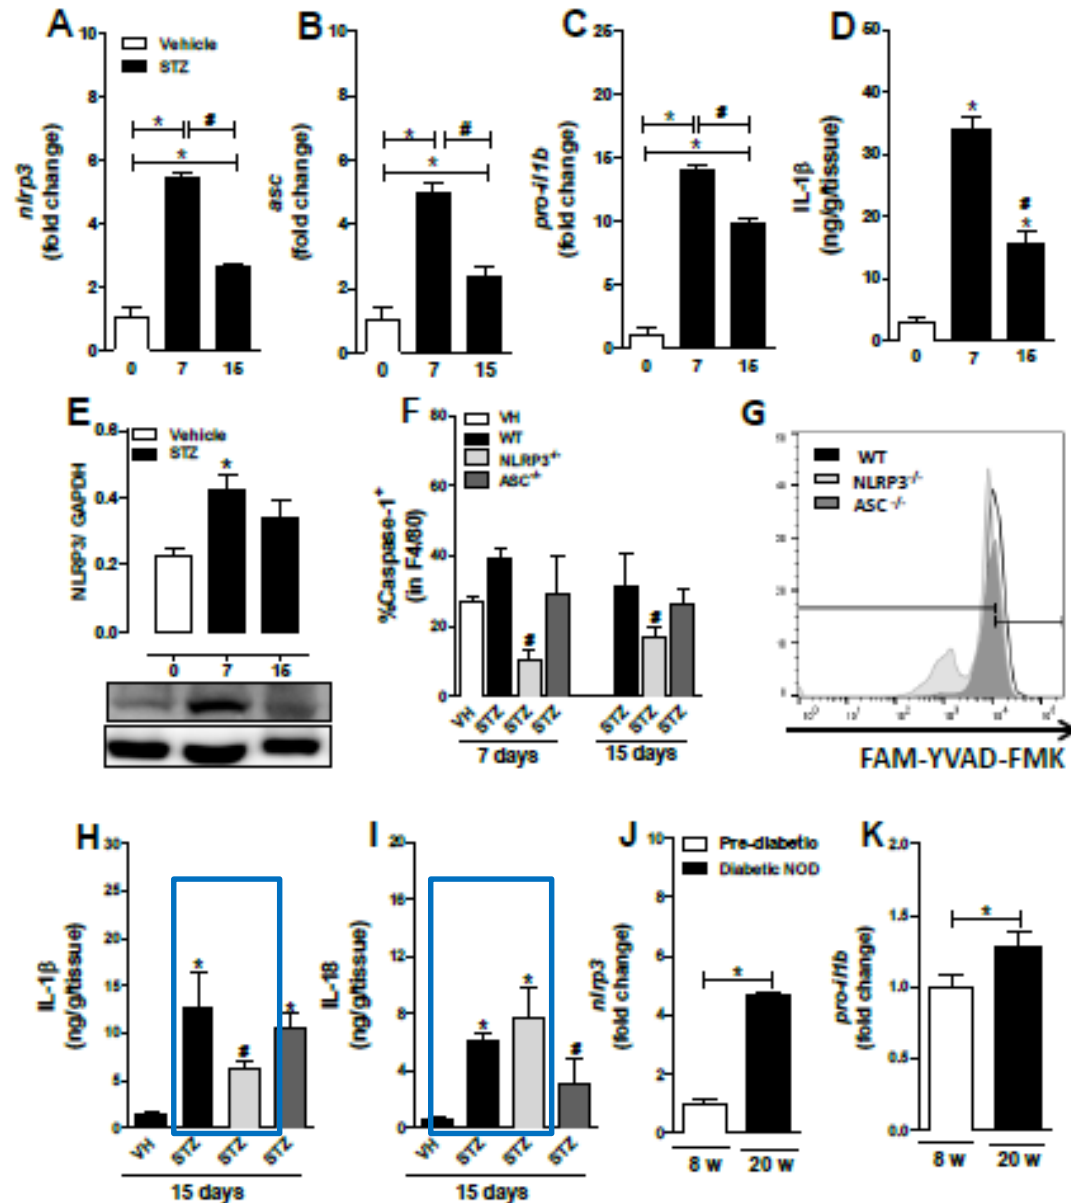 A
nlrp3
(fold change)
10
8
6
4
2
0
Vehicle
STZ
* #
*
0 7 15
B
asc
(fold change)
10
8
6
4
2
0
* #
*
0 7 15
C
pro-il1b
(fold change)
25
20
15
10
5
0
* #
*
0 7 15
D
IL-1β
(ng/g/tissue)
50
40
30
20
10
0
*
#
*
0 7 15
E
NLRP3/ GAPDH
0.6
0.4
0.2
0.0
Vehicle
STZ
*
0 7 15
F
%Caspase-1+
(in F4/80)
80
60
40
20
0
VH
WT
NLRP3-/-
ASC-/-
# #
VH STZ STZ STZ STZ STZ STZ
7 days 15 days
G
WT
NLRP3-/-
ASC -/-
FAM-YVAD-FMK
H
IL-1β
(ng/g/tissue)
30
25
20
15
10
5
0
* # *
VH STZ STZ STZ
15 days
I
IL-18
(ng/g/tissue)
20
16
12
8
4
0
* * #
VH STZ STZ STZ
15 days
J
nlrp3
(fold change)
10
8
6
4
2
0
Pre-diabetic
Diabetic NOD
*
8 w 20 w
K
pro-il1b
(fold change)
2.0
1.5
1.0
0.5
0.0
*
8 w 20 w